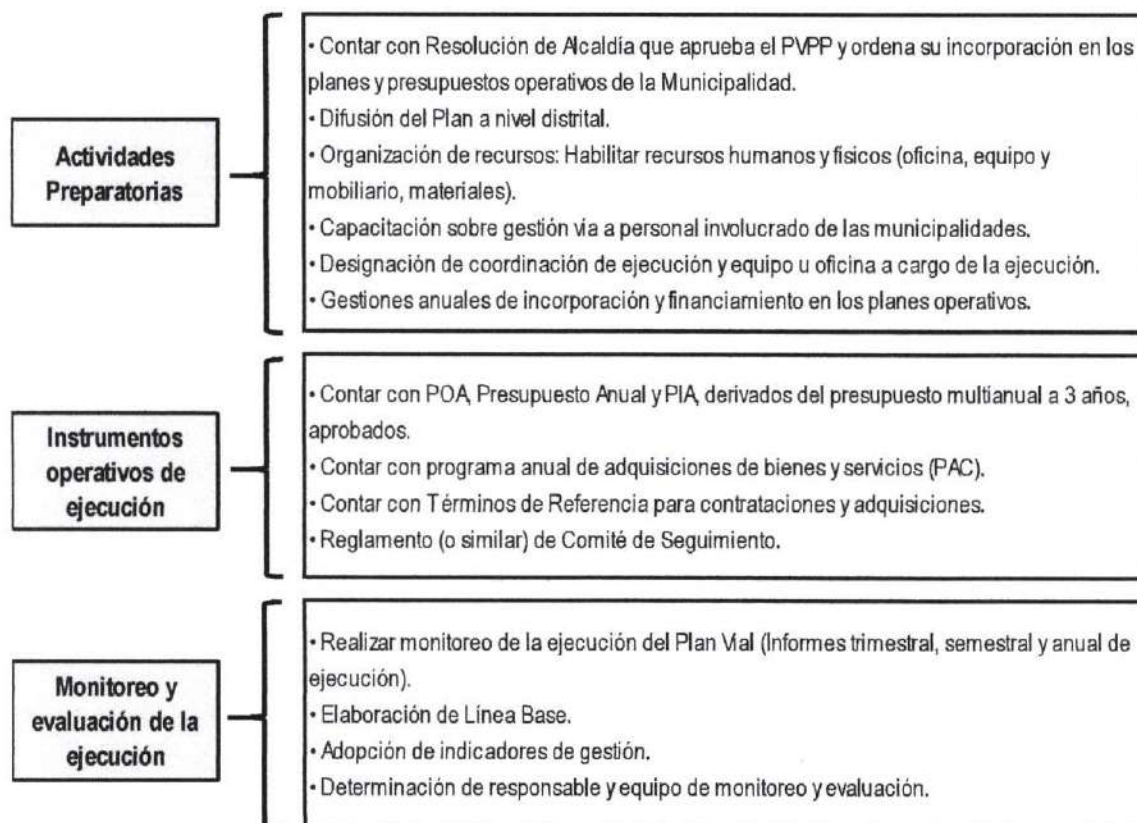 Actividades
Preparatorias
• Contar con Resolución de Alcaldía que aprueba el PVPP y ordena su incorporación en los
planes y presupuestos operativos de la Municipalidad.
• Difusión del Plan a nivel distrital.
• Organización de recursos: Habilitar recursos humanos y físicos (oficina, equipo y
mobiliario, materiales).
• Capacitación sobre gestión vía a personal involucrado de las municipalidades.
• Designación de coordinación de ejecución y equipo u oficina a cargo de la ejecución.
• Gestiones anuales de incorporación y financiamiento en los planes operativos.
Instrumentos
operativos de
ejecución
• Contar con POA, Presupuesto Anual y PIA, derivados del presupuesto multianual a 3 años,
aprobados.
• Contar con programa anual de adquisiciones de bienes y servicios (PAC).
• Contar con Términos de Referencia para contrataciones y adquisiciones.
• Reglamento (o similar) de Comité de Seguimiento.
Monitoreo y
evaluación de la
ejecución
• Realizar monitoreo de la ejecución del Plan Vial (Informes trimestral, semestral y anual de
ejecución).
• Elaboración de Línea Base.
• Adopción de indicadores de gestión.
• Determinación de responsable y equipo de monitoreo y evaluación.